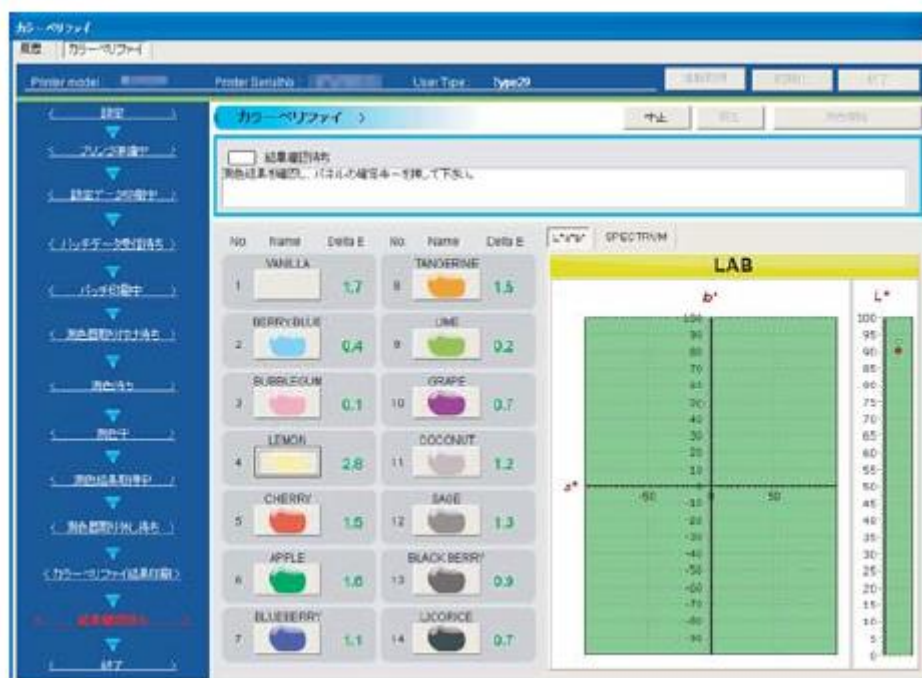 カラーベリファイ
履歴 カラーベリファイ
Printer model Printer SerialNo User Type Type29
終了
カラーベリファイ
中止
結果確認待ち
測色結果を確認し、パネルの確定キーを押して下さい。
設定
プリンタ準備中
設定データ印刷中
パッチデータ受信待ち
パッチ印刷中
測色器取り付け待ち
測色待ち
測色中
測色結果取得中
測色器取り外し待ち
カラーベリファイ結果印刷
結果確認待ち
終了
No. Name Delta E No. Name Delta E
VANILLA
1 1.7
TANGERINE
8 1.5
BERRY BLUE
2 0.4
LIME
9 0.2
BUBBLEGUM
3 0.1
GRAPE
10 0.7
LEMON
4 2.8
COCONUT
11 1.2
CHERRY
5 1.5
SAGE
12 1.3
APPLE
6 1.6
BLACK BERRY
13 0.9
BLUEBERRY
7 1.1
LICORICE
14 0.7
L*a*b* SPECTRUM
LAB
b*
100
90
80
70
60
50
40
30
20
10
a* -50 0 50
-10
-20
-30
-40
-50
-60
-70
-80
-90
L*
100
95
90
85
80
75
70
65
60
55
50
45
40
35
30
25
20
15
10
5
0